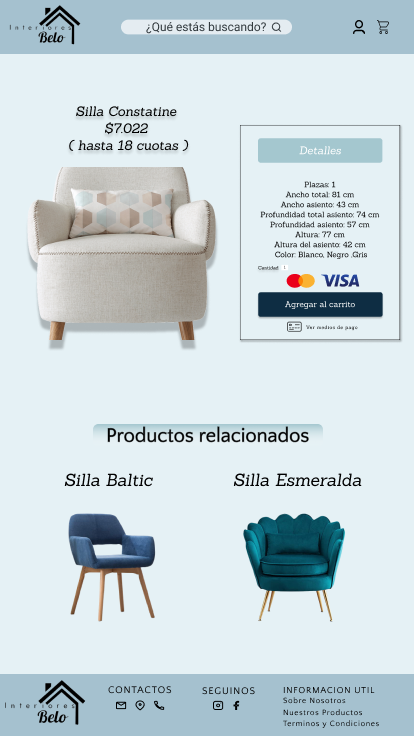 Interiores
Belo
¿Qué estás buscando?
Silla Constatine
$7.022
( hasta 18 cuotas )
Detalles
Plazas: 1
Ancho total: 81 cm
Ancho asiento: 43 cm
Profundidad total asiento: 74 cm
Profundidad asiento: 57 cm
Altura: 77 cm
Altura del asiento: 42 cm
Color: Blanco, Negro ,Gris
Cantidad 1
VISA
Agregar al carrito
Ver medios de pago
Productos relacionados
Silla Baltic
Silla Esmeralda
Interiores
Belo
CONTACTOS
SEGUINOS
INFORMACION UTIL
Sobre Nosotros
Nuestros Productos
Terminos y Condiciones